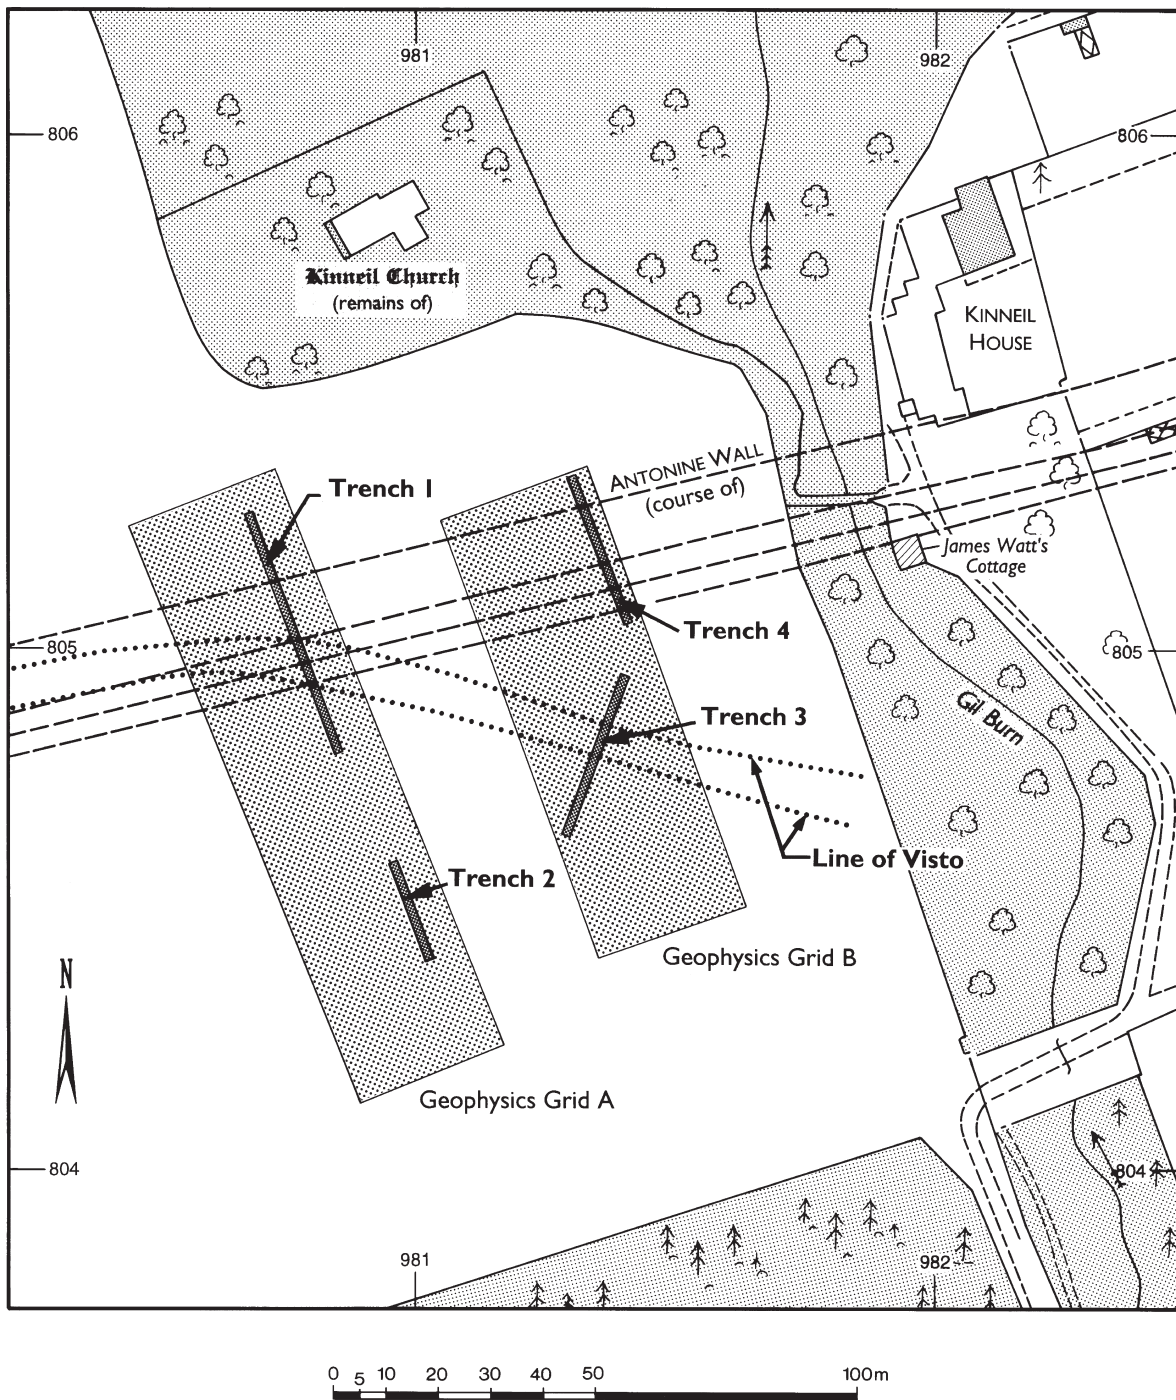 981
982
806
806
Kinneil Church
(remains of)
KINNEIL
HOUSE
ANTONINE WALL
(course of)
Trench 1
James Watt's
Cottage
Trench 4
805
805
Trench 3
Gil Burn
Line of Visto
Trench 2
Geophysics Grid B
N
Geophysics Grid A
804
804
981
982
0 5 10 20 30 40 50 100m